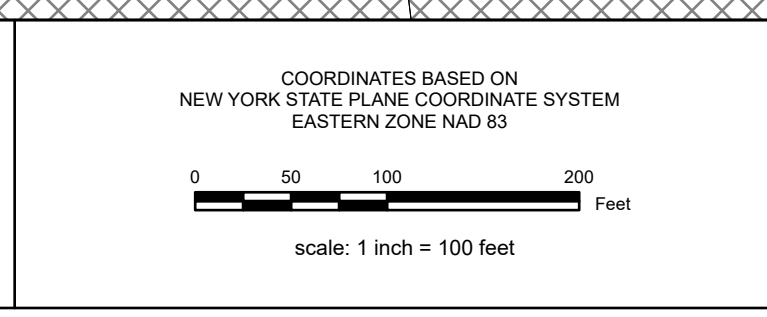 COORDINATES BASED ON
NEW YORK STATE PLANE COORDINATE SYSTEM
EASTERN ZONE NAD 83
0 50 100 200
Feet
scale: 1 inch = 100 feet